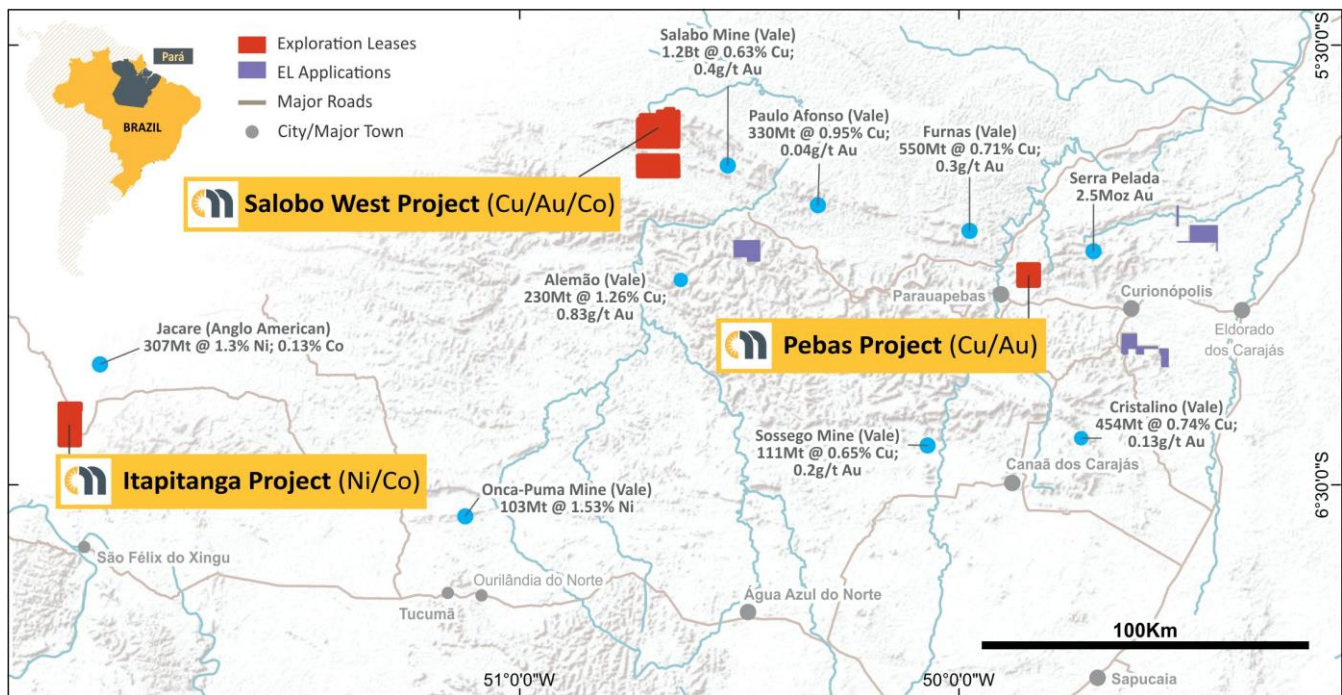 Pará
BRAZIL
Exploration Leases
EL Applications
Major Roads
City/Major Town
Salabo Mine (Vale)
1.2Bt @ 0.63% Cu;
0.4g/t Au
Paulo Afonso (Vale)
330Mt @ 0.95% Cu;
0.04g/t Au
Furnas (Vale)
550Mt @ 0.71% Cu;
0.3g/t Au
Serra Pelada
2.5Moz Au
5°30'0"S
Salobo West Project (Cu/Au/Co)
Alemão (Vale)
230Mt @ 1.26% Cu;
0.83g/t Au
Parauapebas
Curionópolis
Eldorado
dos Carajás
Jacare (Anglo American)
307Mt @ 1.3% Ni; 0.13% Co
Pebas Project (Cu/Au)
Cristalino (Vale)
454Mt @ 0.74% Cu;
0.13g/t Au
Sossego Mine (Vale)
111Mt @ 0.65% Cu;
0.2g/t Au
Canaã dos Carajás
Itapitanga Project (Ni/Co)
Onca-Puma Mine (Vale)
103Mt @ 1.53% Ni
6°30'0"S
São Félix do Xingu
Ourilândia do Norte
Tucumã
Água Azul do Norte
100Km
51°0'0"W
50°0'0"W
Sapucaia